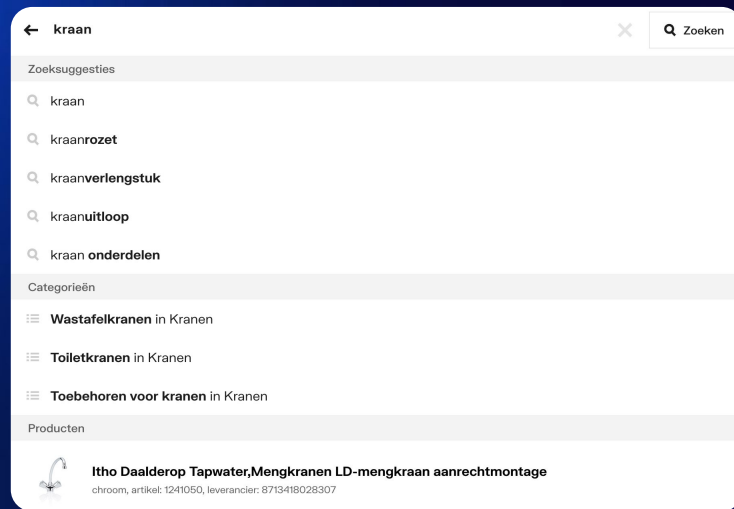 kraan
Zoeken
Zoeksuggesties
kraan
kraanrozet
kraanverlengstuk
kraanuitloop
kraan onderdelen
Categorieën
Wastafelkranen in Kranen
Toiletkranen in Kranen
Toebehoren voor kranen in Kranen
Producten
Itho Daalderop Tapwater,Mengkranen LD-mengkraan aanrechtmontage
chroom, artikel: 1241050, leverancier: 8713418028307